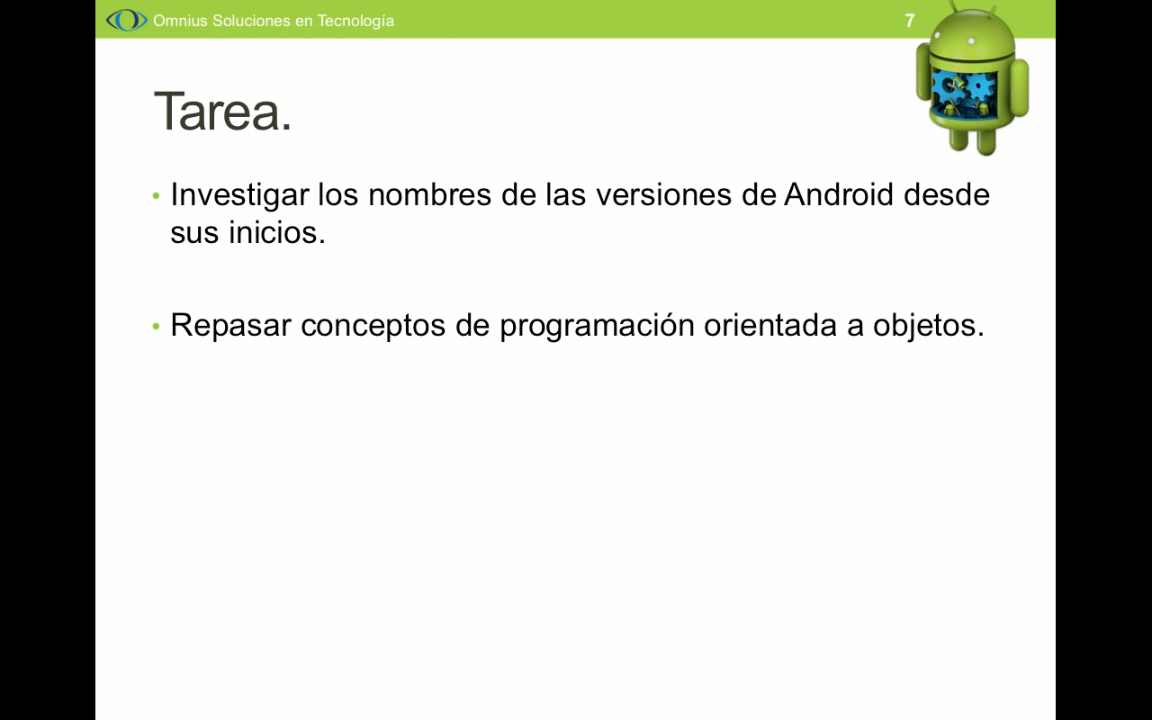 Omnius Soluciones en Tecnología
7
Tarea.
• Investigar los nombres de las versiones de Android desde
sus inicios.
• Repasar conceptos de programación orientada a objetos.